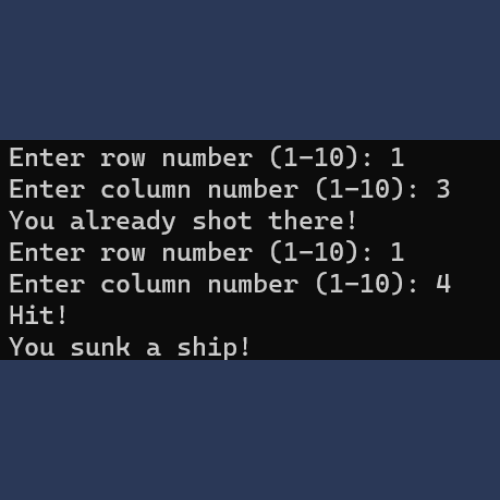 Enter row number (1-10): 1
Enter column number (1-10): 3
You already shot there!
Enter row number (1-10): 1
Enter column number (1-10): 4
Hit!
You sunk a ship!